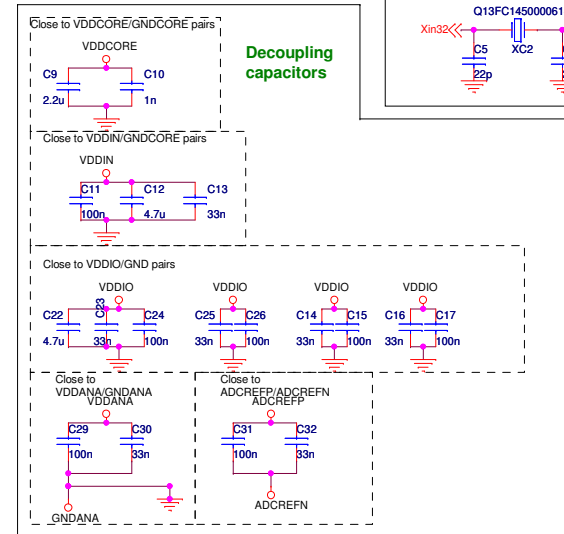 Q13FC145000061
Xin32
C5
XC2
22p
Close to VDDCORE/GNDCORE pairs
VDDCORE
Decoupling
capacitors
C9
C10
2.2u
1n
Close to VDDIN/GNDCORE pairs
VDDIN
C11
C12
C13
100n
4.7u
33n
Close to VDDIO/GND pairs
VDDIO
VDDIO
VDDIO
VDDIO
C22
C23
C24
C25
C26
C14
C15
C16
C17
4.7u
33n
100n
33n
100n
33n
100n
33n
100n
Close to
VDDANA/GNDANA
VDDANA
C29
C30
100n
33n
GNDANA
Close to
ADCREFP/ADCREFN
ADCREFP
C31
C32
100n
33n
ADCREFN